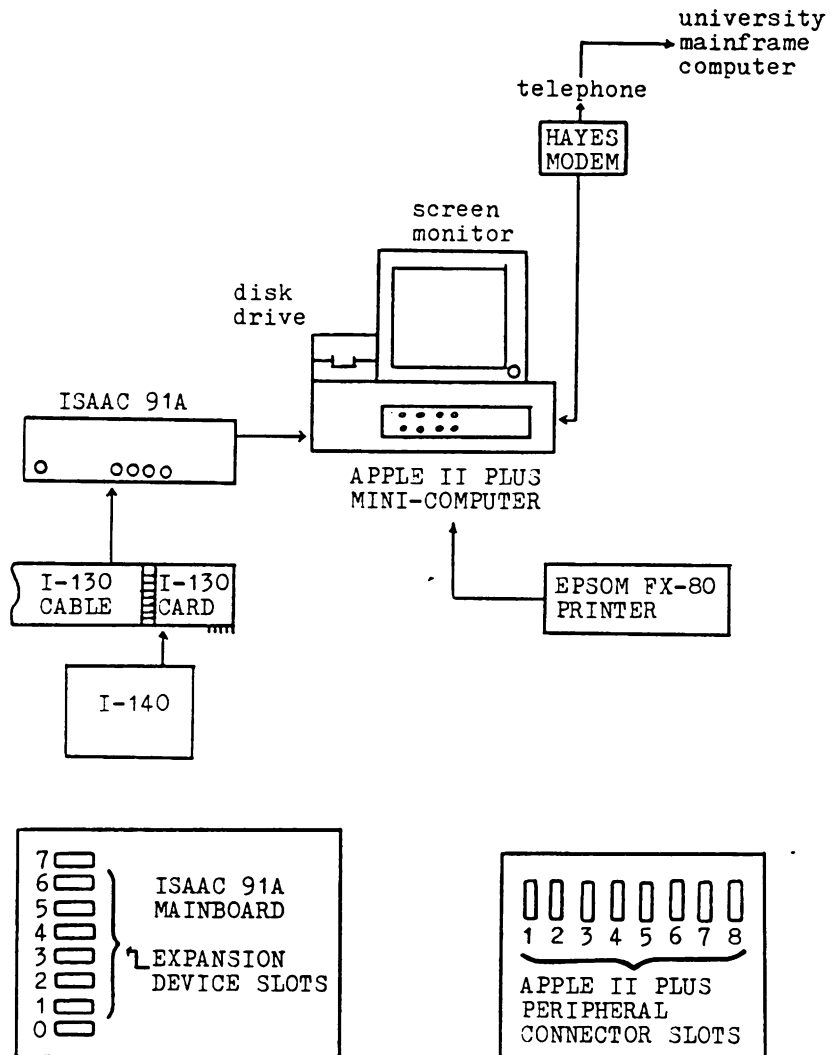 university
mainframe
computer
telephone
HAYES
MODEM
screen
monitor
disk
drive
ISAAC 91A
APPLE II PLUS
MINI-COMPUTER
I-130
CABLE
I-130
CARD
EPSOM FX-80
PRINTER
I-140
7
6
5
4
3
2
1
0
ISAAC 91A
MAINBOARD
EXPANSION
DEVICE SLOTS
1 2 3 4 5 6 7 8
APPLE II PLUS
PERIPHERAL
CONNECTOR SLOTS